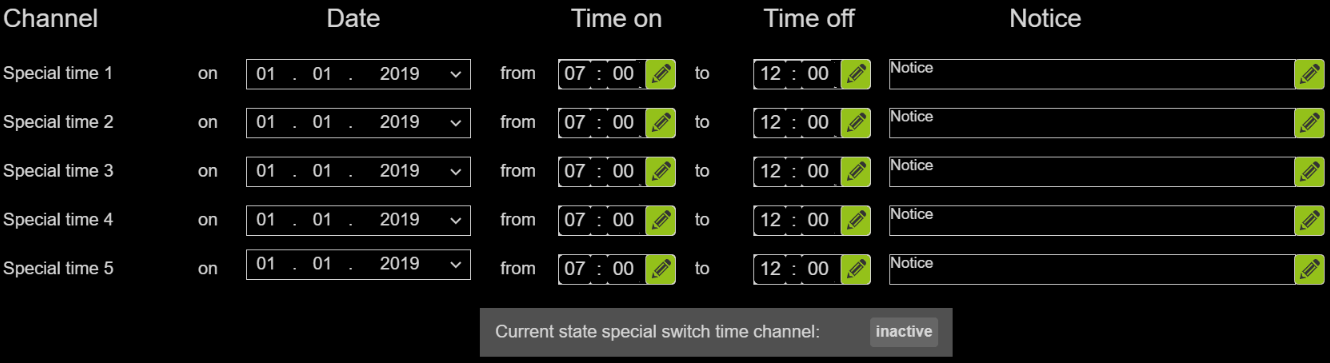 Channel Date Time on Time off Notice
Special time 1 on 01 . 01 . 2019 from 07 : 00 to 12 : 00 Notice
Special time 2 on 01 . 01 . 2019 from 07 : 00 to 12 : 00 Notice
Special time 3 on 01 . 01 . 2019 from 07 : 00 to 12 : 00 Notice
Special time 4 on 01 . 01 . 2019 from 07 : 00 to 12 : 00 Notice
Special time 5 on 01 . 01 . 2019 from 07 : 00 to 12 : 00 Notice
Current state special switch time channel: inactive